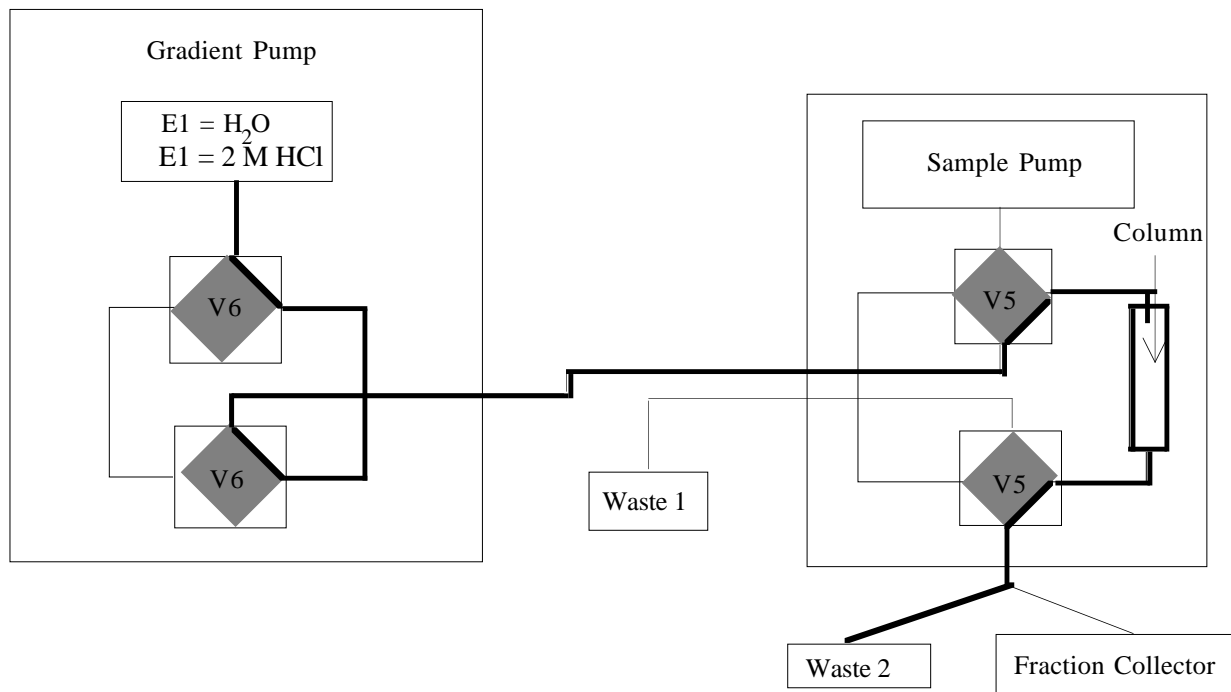 Gradient Pump
E1 = H₂O
E1 = 2 M HCl
Sample Pump
Column
V6
V5
V6
V5
Waste 1
Waste 2
Fraction Collector